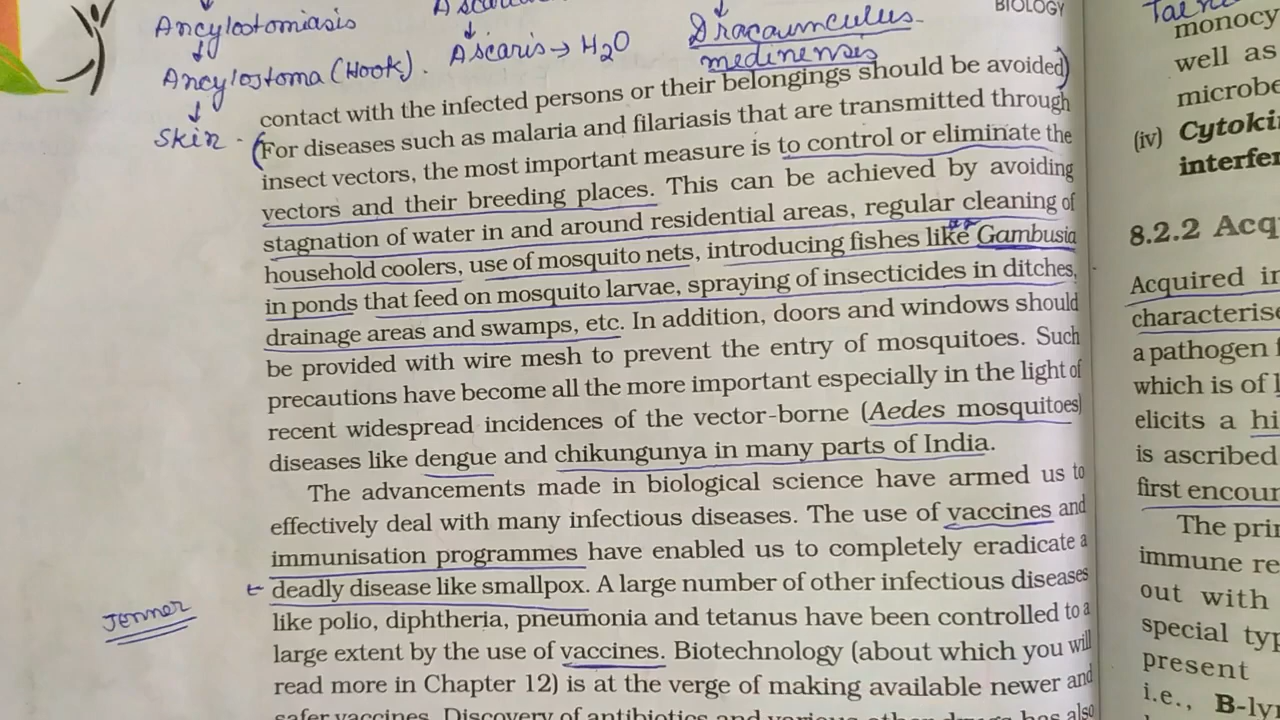 Ancylostomiasis
Ancylostoma (Hook).
Skin
Ascaris → H2O
Dracaunculus
medinensis
BIOLOGY
contact with the infected persons or their belongings should be avoided)
(For diseases such as malaria and filariasis that are transmitted through
insect vectors, the most important measure is to control or eliminate the
vectors and their breeding places. This can be achieved by avoiding
stagnation of water in and around residential areas, regular cleaning of
household coolers, use of mosquito nets, introducing fishes like Gambusia
in ponds that feed on mosquito larvae, spraying of insecticides in ditches,
drainage areas and swamps, etc. In addition, doors and windows should
be provided with wire mesh to prevent the entry of mosquitoes. Such
precautions have become all the more important especially in the light of
recent widespread incidences of the vector-borne (Aedes mosquitoes)
diseases like dengue and chikungunya in many parts of India.
The advancements made in biological science have armed us to
effectively deal with many infectious diseases. The use of vaccines and
immunisation programmes have enabled us to completely eradicate a
deadly disease like smallpox. A large number of other infectious diseases
like polio, diphtheria, pneumonia and tetanus have been controlled to a
large extent by the use of vaccines. Biotechnology (about which you will
read more in Chapter 12) is at the verge of making available newer and
safer vaccines. Discovery of antibiotics and
Jenner
monocy
well as
microbe
(iv) Cytoki
interfer
8.2.2 Acq
Acquired i
characterise
a pathogen
which is of
elicits a hi
is ascribed
first encour
The pri
immune re
out with
special typ
present
i.e., B-ly